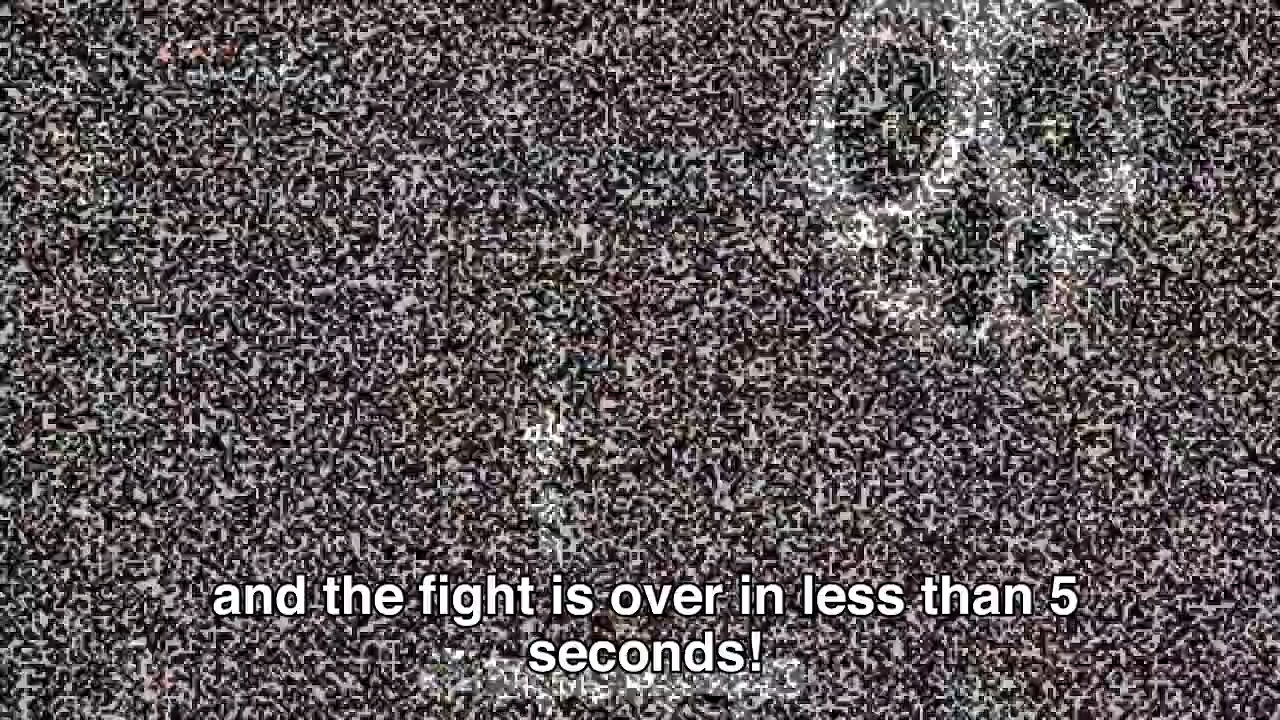 and the fight is over in less than 5
seconds!